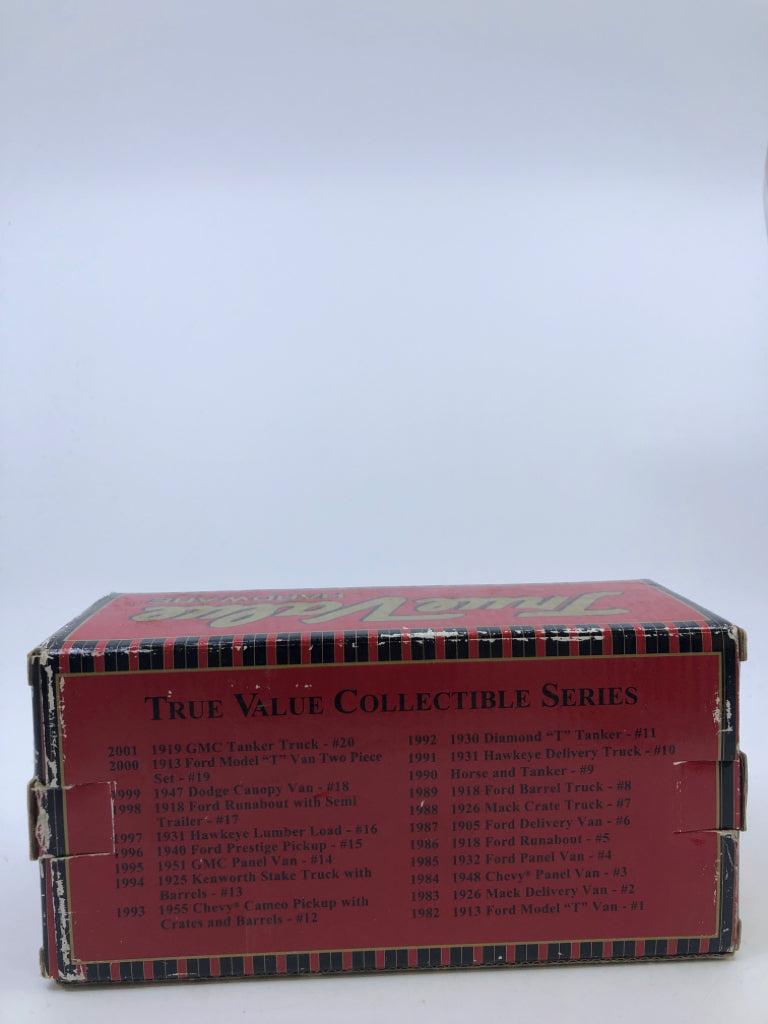 True Value
HARDWARE
TRUE VALUE COLLECTIBLE SERIES
2001 1919 GMC Tanker Truck - #20
2000 1913 Ford Model “T” Van Two Piece
Set - #19
1999 1947 Dodge Canopy Van - #18
1998 1918 Ford Runabout with Semi
Trailer - #17
1997 1931 Hawkeye Lumber Load - #16
1996 1940 Ford Prestige Pickup - #15
1995 1951 GMC Panel Van - #14
1994 1925 Kenworth Stake Truck with
Barrels - #13
1993 1955 Chevy® Cameo Pickup with
Crates and Barrels - #12
1992 1930 Diamond “T” Tanker - #11
1991 1931 Hawkeye Delivery Truck - #10
1990 Horse and Tanker - #9
1989 1918 Ford Barrel Truck - #8
1988 1926 Mack Crate Truck - #7
1987 1905 Ford Delivery Van - #6
1986 1918 Ford Runabout - #5
1985 1932 Ford Panel Van - #4
1984 1948 Chevy® Panel Van - #3
1983 1926 Mack Delivery Van - #2
1982 1913 Ford Model “T” Van - #1